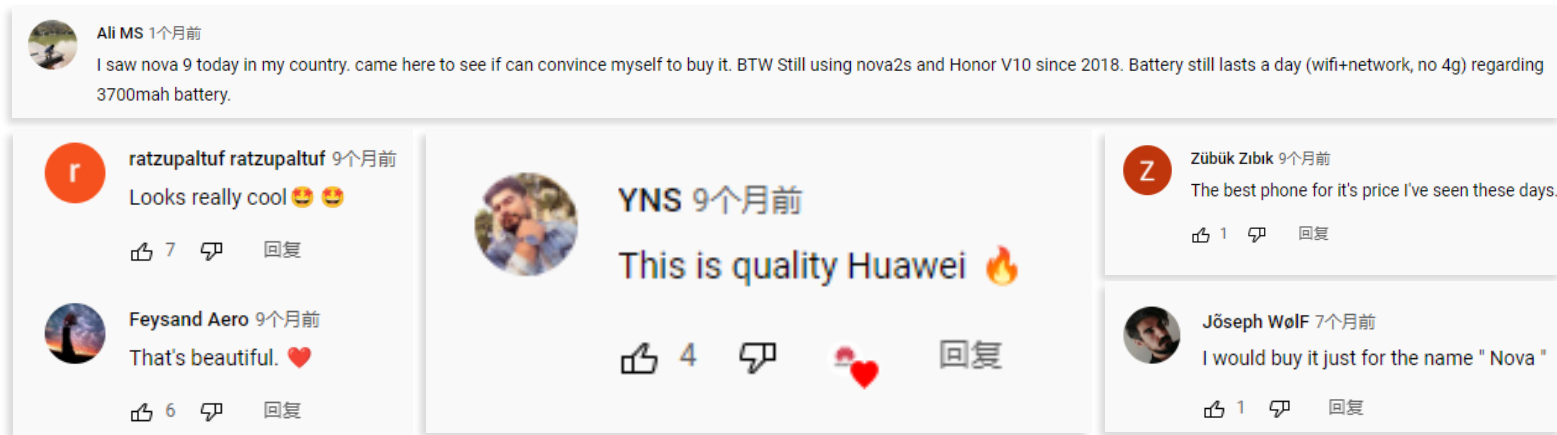 Ali MS 1个月前
I saw nova 9 today in my country. came here to see if can convince myself to buy it. BTW Still using nova2s and Honor V10 since 2018. Battery still lasts a day (wifi+network, no 4g) regarding
3700mah battery.
r
ratzupaltuf ratzupaltuf 9个月前
Looks really cool🤩 🤩
7 回复
Feysand Aero 9个月前
That's beautiful. ❤️
6 回复
YNS 9个月前
This is quality Huawei 🔥
4 回复
Z
Zübük Zıbık 9个月前
The best phone for it's price I've seen these days.
1 回复
Jõseph WølF 7个月前
I would buy it just for the name " Nova "
1 回复